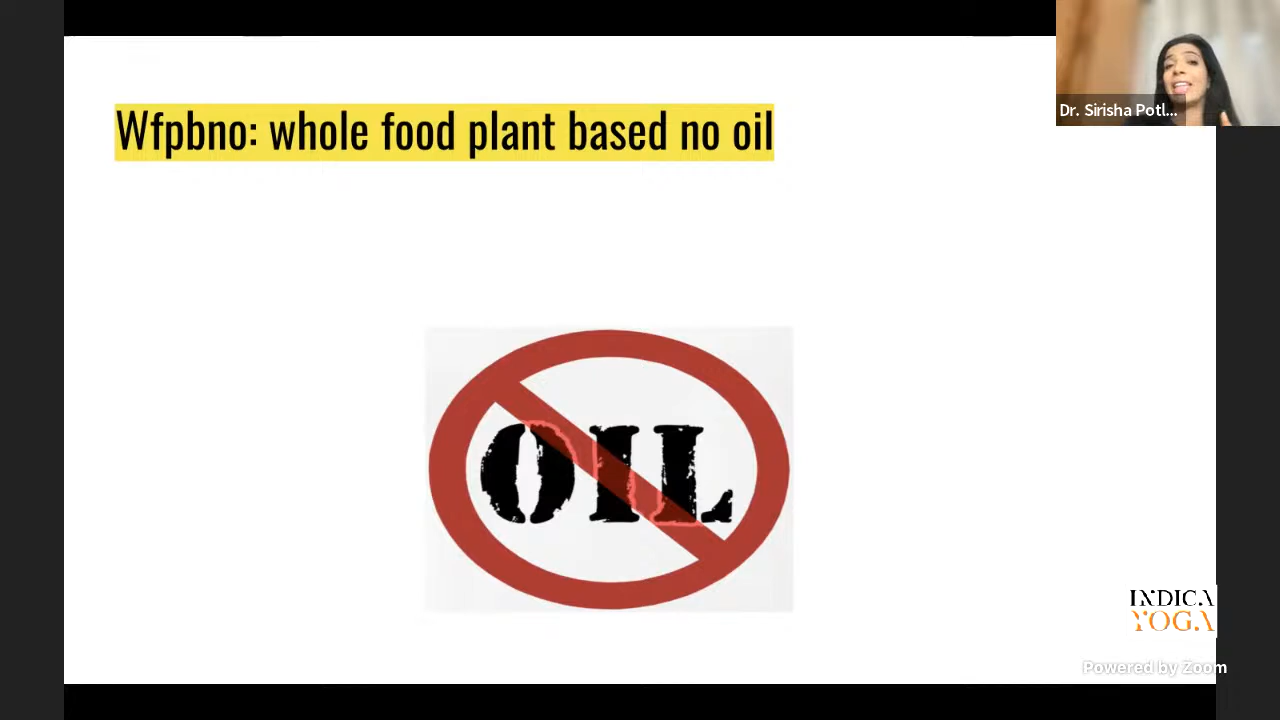 Wfpbno: whole food plant based no oil
Dr. Sirisha Potl...
OIL
INDICA
YOGA
Powered by Zoom